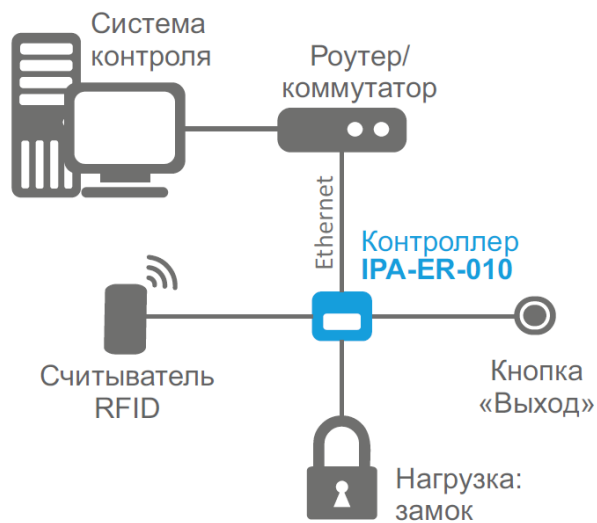 Система
контроля
Роутер/
коммутатор
Ethernet
Контроллер
IPA-ER-010
Считыватель
RFID
Кнопка
«Выход»
Нагрузка:
замок